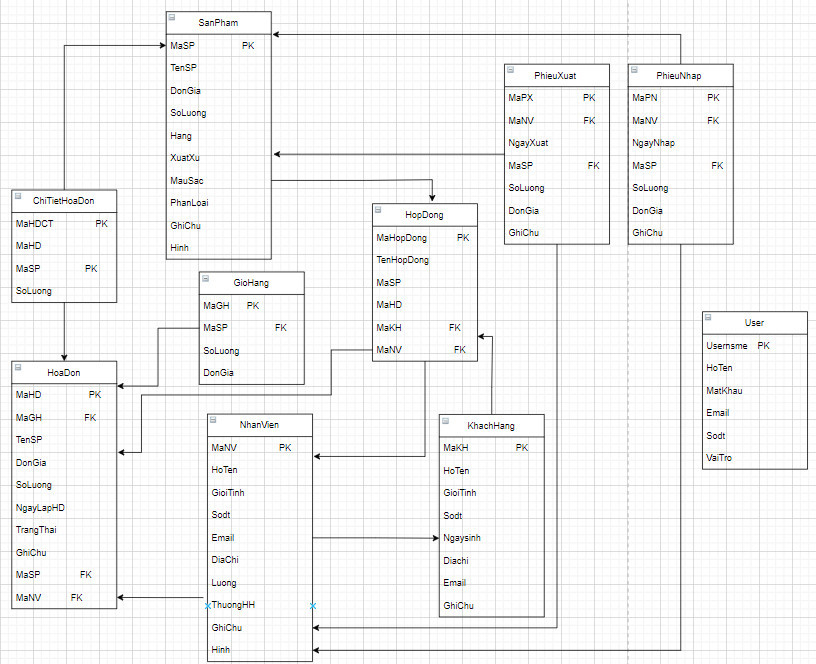 SanPham
MaSP PK
TenSP
DonGia
SoLuong
Hang
XuatXu
MauSac
PhanLoai
GhiChu
Hinh
PhieuXuat
MaPX PK
MaNV FK
NgayXuat
MaSP FK
SoLuong
DonGia
GhiChu
PhieuNhap
MaPN PK
MaNV FK
NgayNhap
MaSP FK
SoLuong
DonGia
GhiChu
ChiTietHoaDon
MaHDCT PK
MaHD
MaSP PK
SoLuong
HopDong
MaHopDong PK
TenHopDong
MaSP
MaHD
MaKH FK
MaNV FK
GioHang
MaGH PK
MaSP FK
SoLuong
DonGia
User
Usernsme PK
HoTen
MatKhau
Email
Sodt
VaiTro
HoaDon
MaHD PK
MaGH FK
TenSP
DonGia
SoLuong
NgayLapHD
TrangThai
GhiChu
MaSP FK
MaNV FK
NhanVien
MaNV PK
HoTen
GioiTinh
Sodt
Email
DiaChi
Luong
ThuongHH
GhiChu
Hinh
KhachHang
MaKH PK
HoTen
GioiTinh
Sodt
Ngaysinh
Diachi
Email
GhiChu